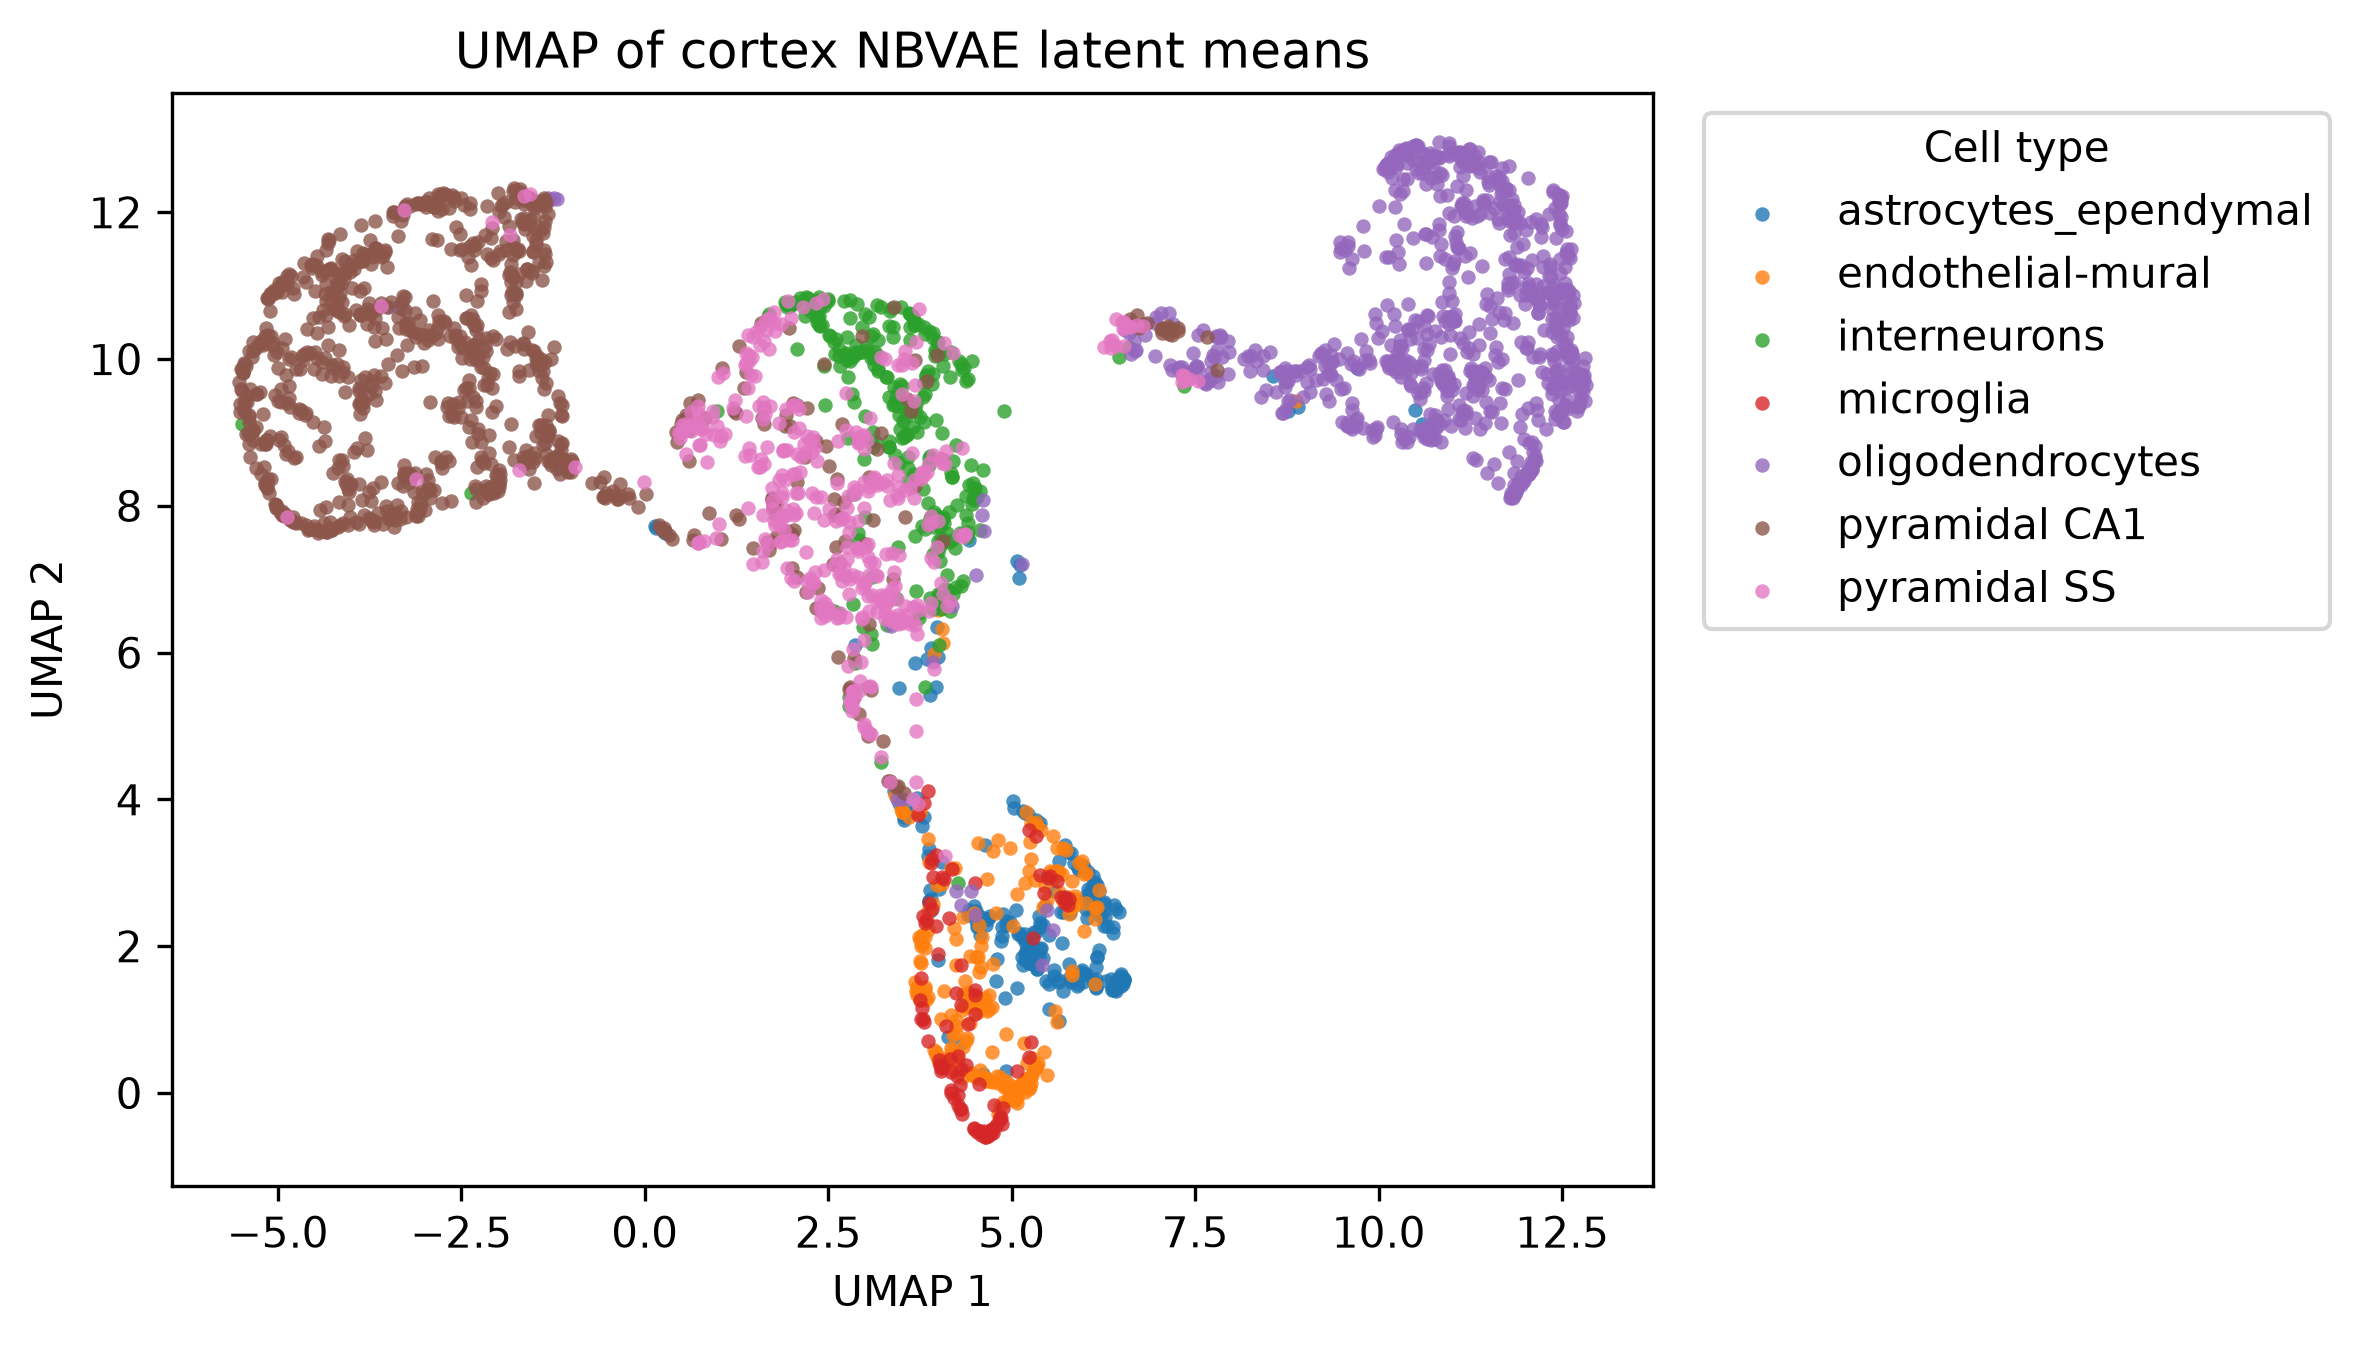 UMAP of cortex NBVAE latent means
Cell type
astrocytes_ependymal
endothelial-mural
interneurons
microglia
oligodendrocytes
pyramidal CA1
pyramidal SS
UMAP 2
12
10
8
6
4
2
0
−5.0 −2.5 0.0 2.5 5.0 7.5 10.0 12.5
UMAP 1